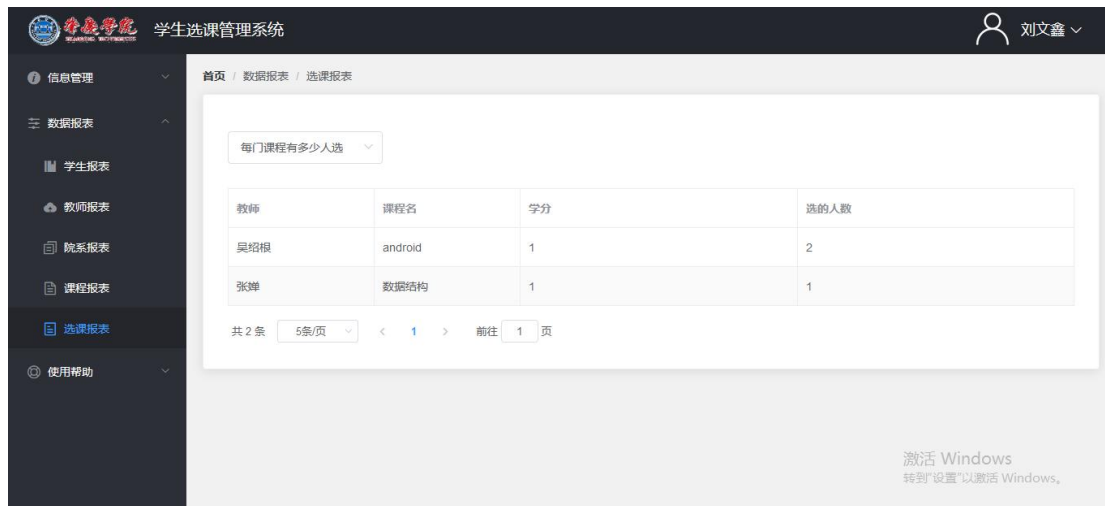 学生选课管理系统
刘文鑫
信息管理
数据报表
学生报表
教师报表
院系报表
课程报表
选课报表
使用帮助
首页 / 数据报表 / 选课报表
每门课程有多少人选
教师 课程名 学分 选的人数
吴绍根 android 1 2
张婵 数据结构 1 1
共 2 条 5条/页 < 1 > 前往 1 页
激活 Windows
转到"设置"以激活 Windows。